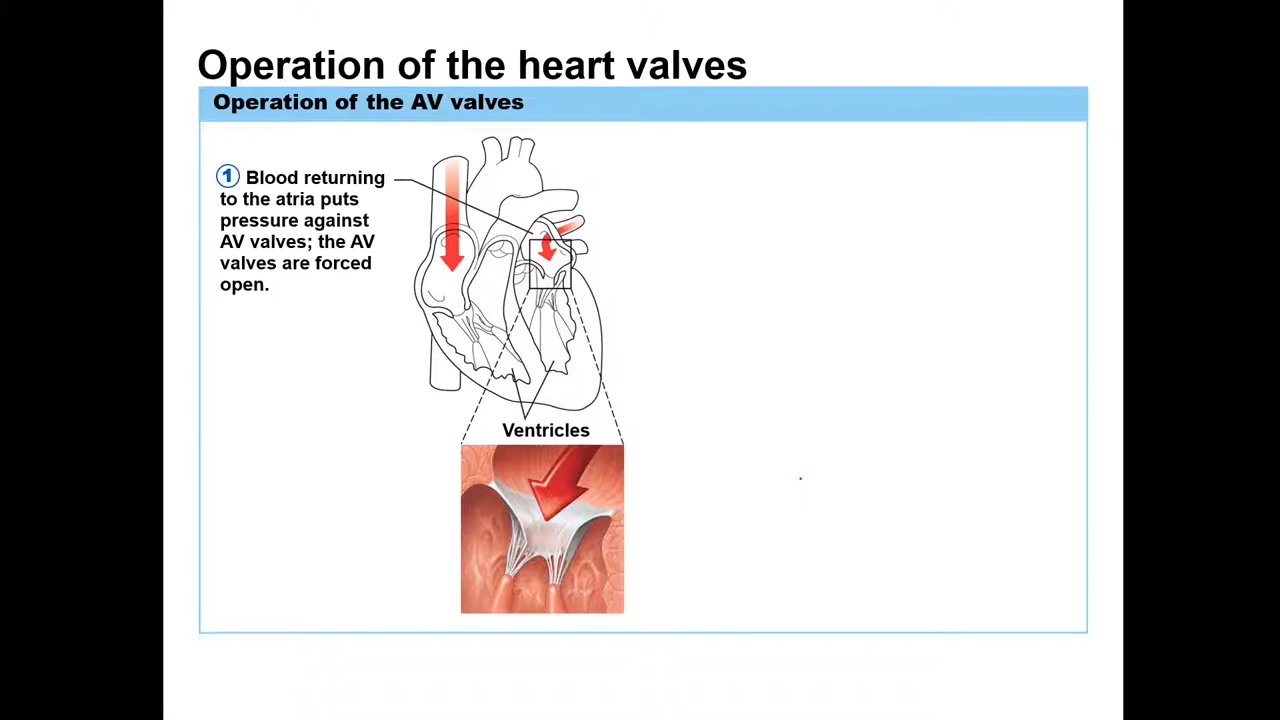 Operation of the heart valves
Operation of the AV valves
1 Blood returning
to the atria puts
pressure against
AV valves; the AV
valves are forced
open.
Ventricles